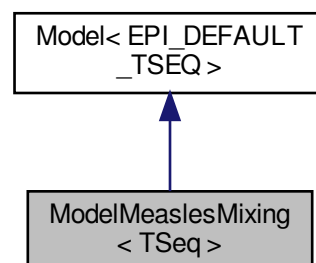 Model< EPI_DEFAULT
_TSEQ >
ModelMeaslesMixing
< TSeq >